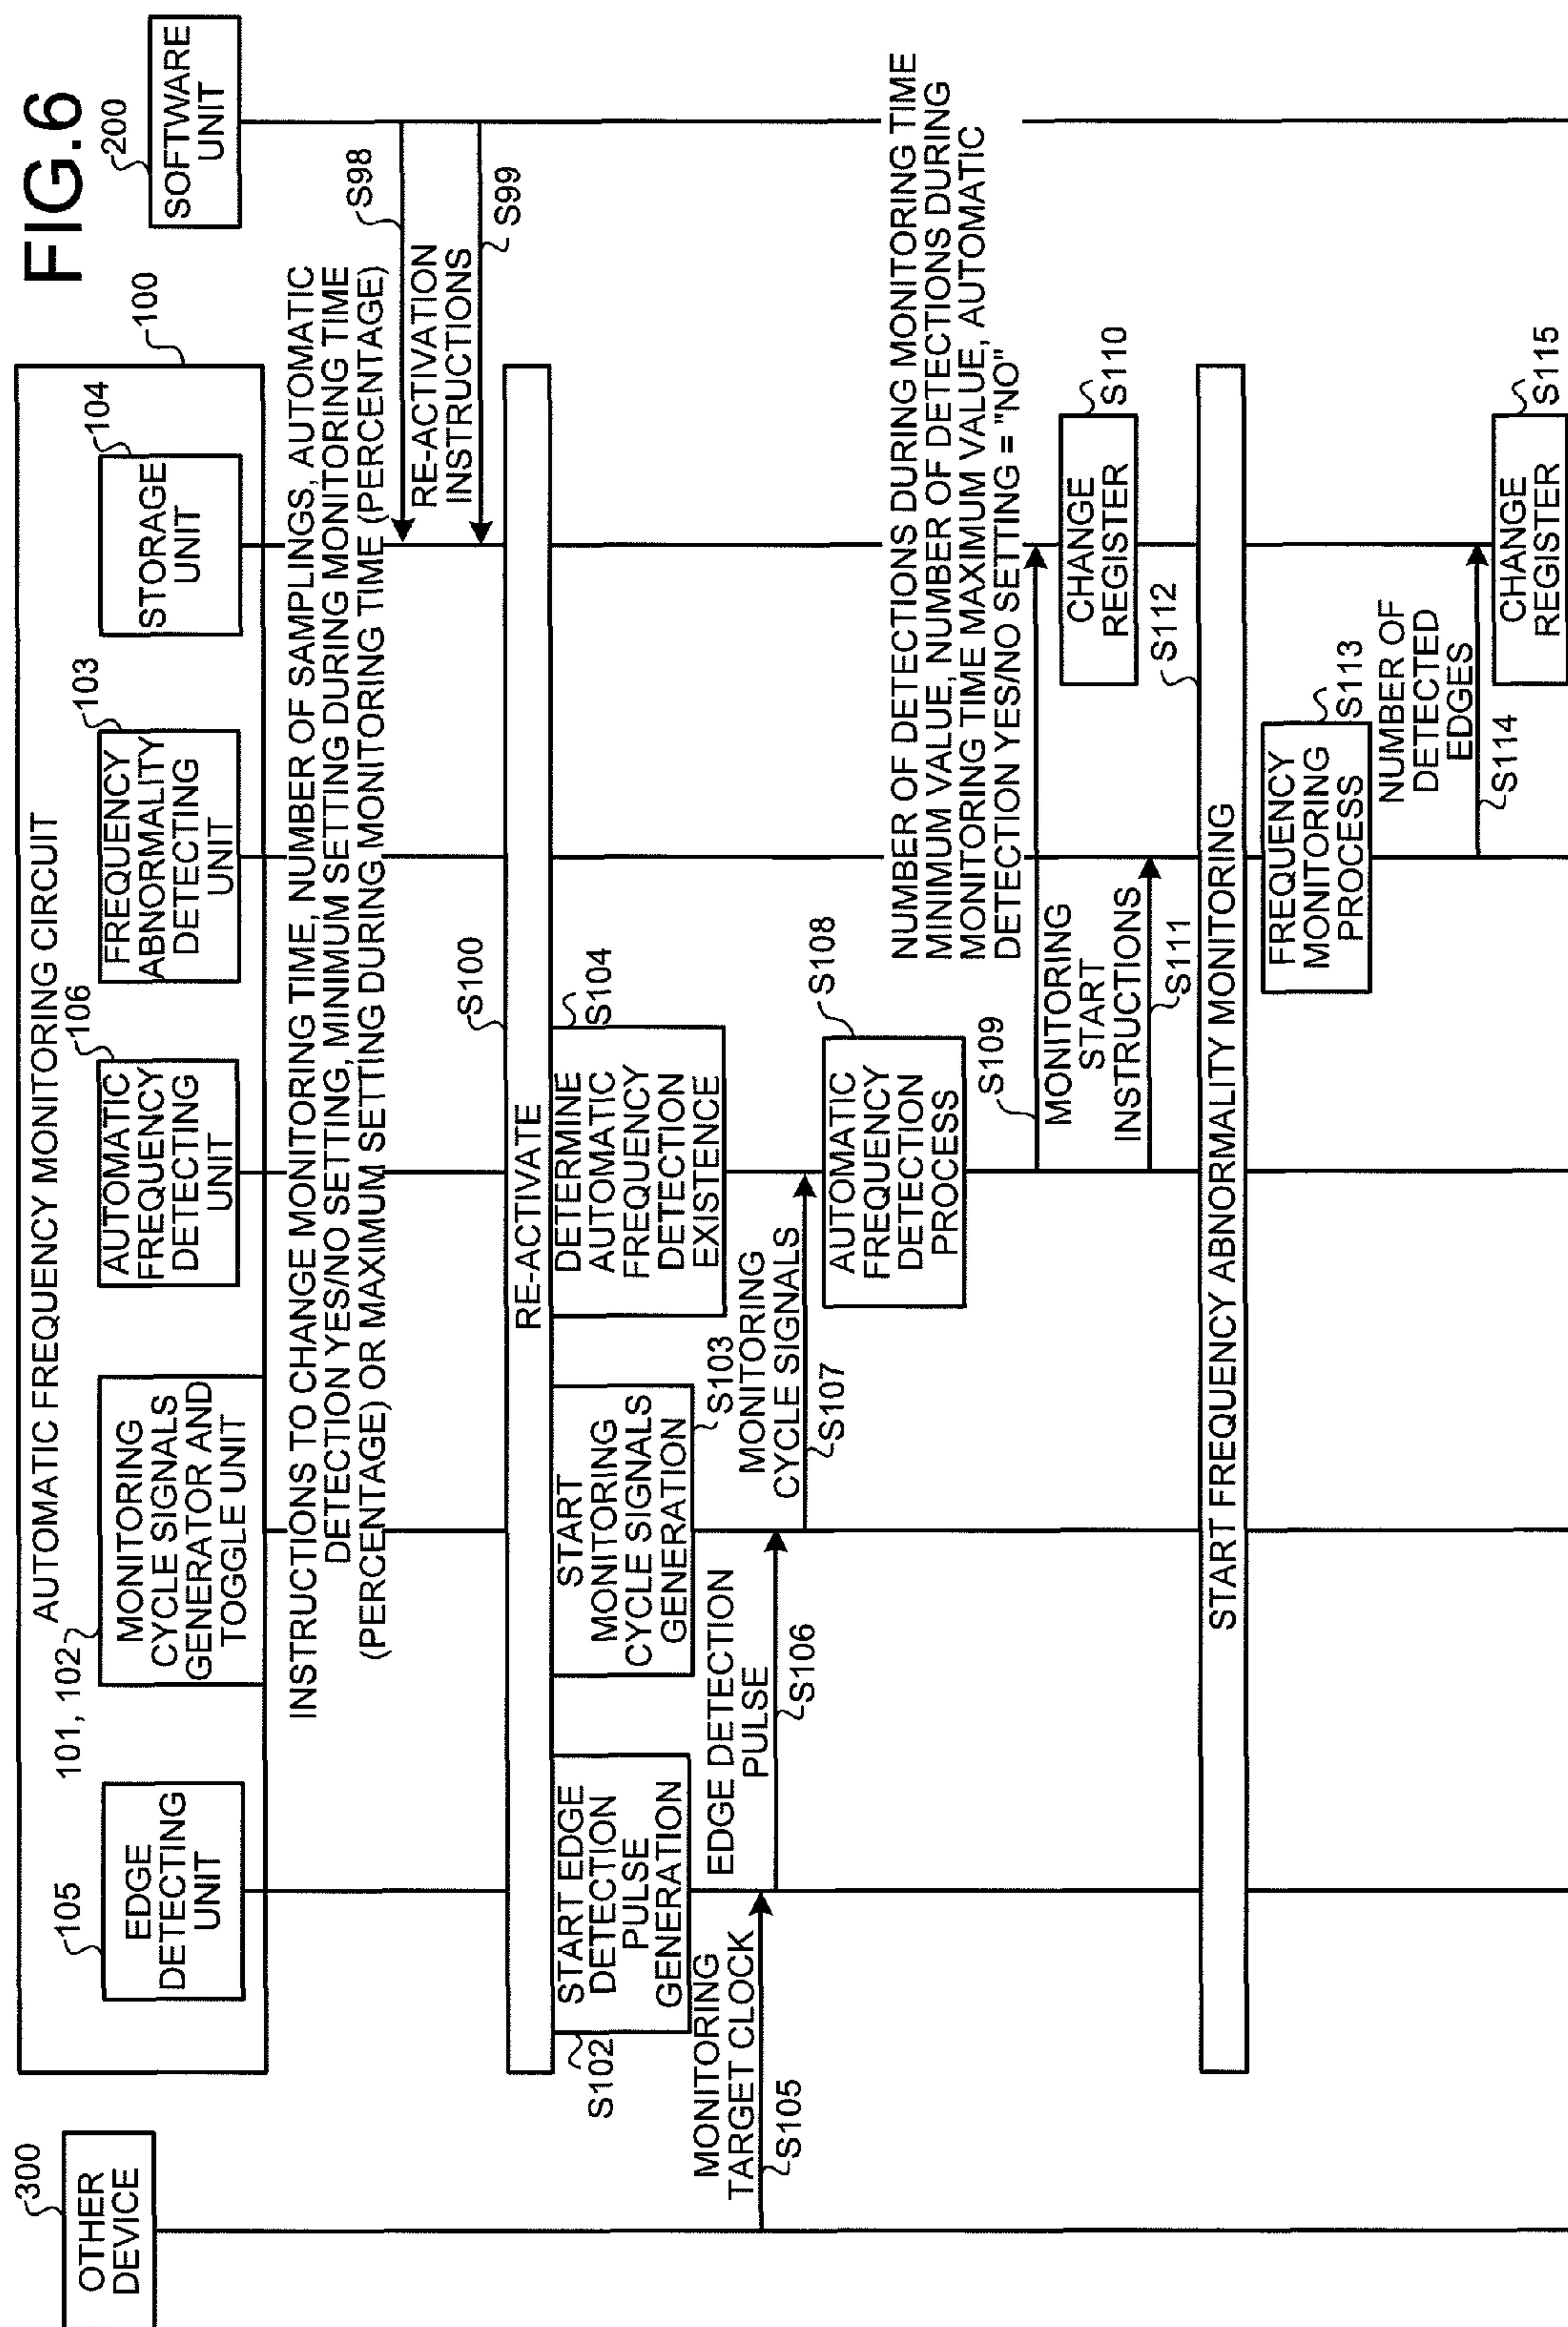 FIG.6
300
OTHER
DEVICE
AUTOMATIC FREQUENCY MONITORING CIRCUIT
100
105
EDGE
DETECTING
UNIT
101, 102
MONITORING
CYCLE SIGNALS
GENERATOR AND
TOGGLE UNIT
106
AUTOMATIC
FREQUENCY
DETECTING
UNIT
103
FREQUENCY
ABNORMALITY
DETECTING
UNIT
104
STORAGE
UNIT
200
SOFTWARE
UNIT
INSTRUCTIONS TO CHANGE MONITORING TIME, NUMBER OF SAMPLINGS, AUTOMATIC
DETECTION YES/NO SETTING, MINIMUM SETTING DURING MONITORING TIME
(PERCENTAGE) OR MAXIMUM SETTING DURING MONITORING TIME (PERCENTAGE)
S98
RE-ACTIVATION
INSTRUCTIONS
S99
RE-ACTIVATE
S100
START EDGE
DETECTION
PULSE
GENERATION
S102
START
MONITORING
CYCLE SIGNALS
GENERATION
S103
DETERMINE
AUTOMATIC
FREQUENCY
DETECTION
EXISTENCE
S104
MONITORING
TARGET CLOCK
S105
EDGE DETECTION
PULSE
S106
MONITORING
CYCLE SIGNALS
S107
AUTOMATIC
FREQUENCY
DETECTION
PROCESS
S108
NUMBER OF DETECTIONS DURING MONITORING TIME
MINIMUM VALUE, NUMBER OF DETECTIONS DURING
MONITORING TIME MAXIMUM VALUE, AUTOMATIC
DETECTION YES/NO SETTING = "NO"
S109
CHANGE
REGISTER
S110
MONITORING
START
INSTRUCTIONS
S111
S112
START FREQUENCY ABNORMALITY MONITORING
FREQUENCY
MONITORING
PROCESS
S113
NUMBER OF
DETECTED
EDGES
S114
CHANGE
REGISTER
S115